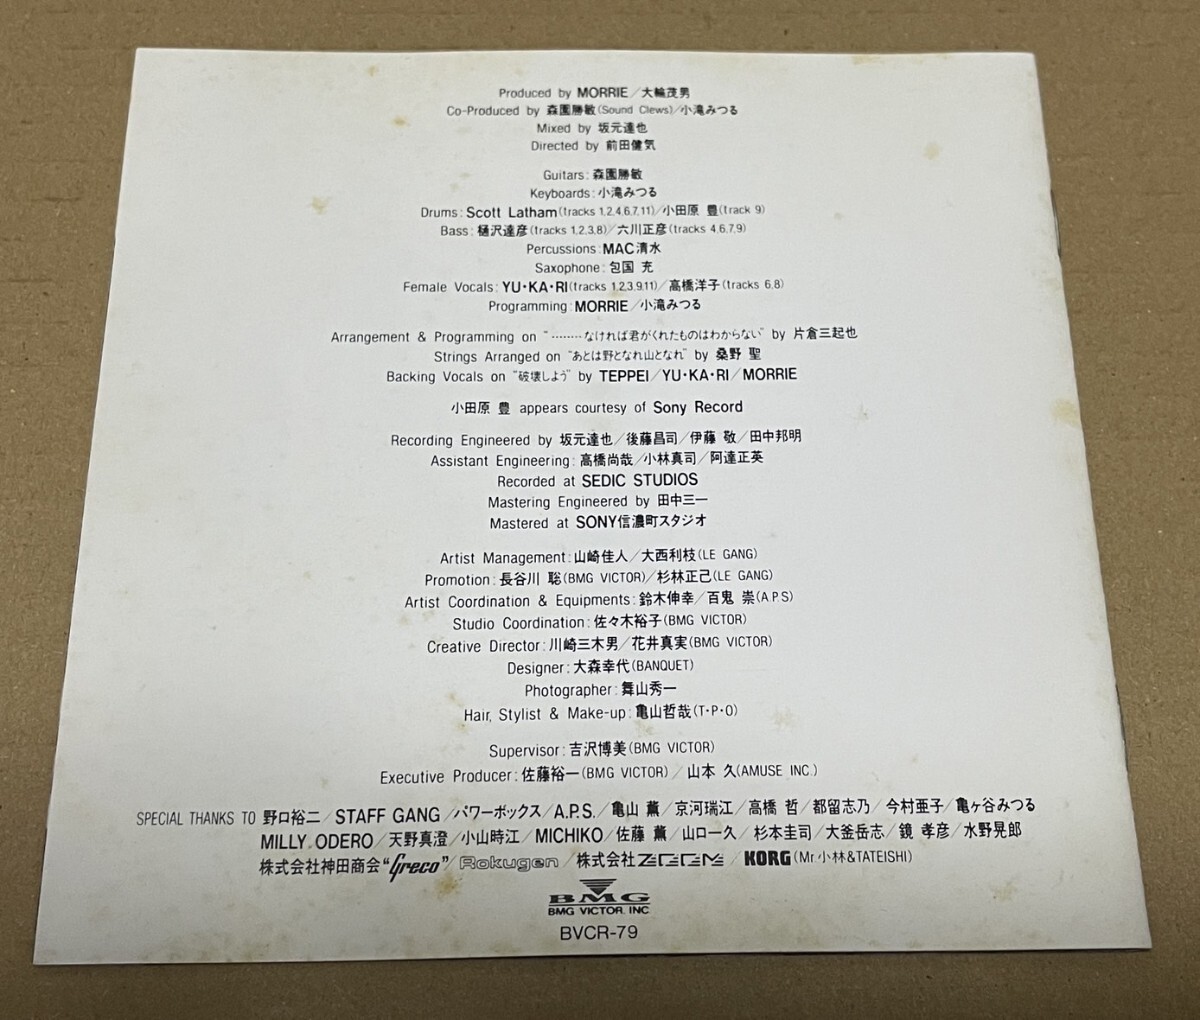 Produced by MORRIE／大輪茂男
Co-Produced by 森園勝敏(Sound Clews)／小滝みつる
Mixed by 坂元達也
Directed by 前田健気
Guitars:森園勝敏
Keyboards:小滝みつる
Drums:Scott Latham(tracks 1,2,4,6,7,11)／小田原 豊(track 9)
Bass:樋沢達彦(tracks 1,2,3,8)／六川正彦(tracks 4,6,7,9)
Percussions:MAC清水
Saxophone:包国 充
Female Vocals:YU・KA・RI(tracks 1,2,3,9,11)／高橋洋子(tracks 6,8)
Programming:MORRIE／小滝みつる
Arrangement & Programming on "………なければ君がくれたものはわからない" by 片倉三起也
Strings Arranged on "あとは野となれ山となれ" by 桑野 聖
Backing Vocals on "破壊しよう" by TEPPEI／YU・KA・RI／MORRIE
小田原 豊 appears courtesy of Sony Record
Recording Engineered by 坂元達也／後藤昌司／伊藤 敬／田中邦明
Assistant Engineering:高橋尚哉／小林真司／阿達正英
Recorded at SEDIC STUDIOS
Mastering Engineered by 田中三一
Mastered at SONY信濃町スタジオ
Artist Management:山崎佳人／大西利枝(LE GANG)
Promotion:長谷川 聡(BMG VICTOR)／杉林正己(LE GANG)
Artist Coordination & Equipments:鈴木伸幸／百鬼 崇(A.P.S)
Studio Coordination:佐々木裕子(BMG VICTOR)
Creative Director:川崎三木男／花井真実(BMG VICTOR)
Designer:大森幸代(BANQUET)
Photographer:舞山秀一
Hair, Stylist & Make-up:亀山哲哉(T・P・O)
Supervisor:吉沢博美(BMG VICTOR)
Executive Producer:佐藤裕一(BMG VICTOR)／山本 久(AMUSE INC.)
SPECIAL THANKS TO 野口裕二／STAFF GANG／パワーボックス／A.P.S.／亀山 薫／京河瑞江／高橋 哲／都留志乃／今村亜子／亀ヶ谷みつる
MILLY ODERO／天野真澄／小山時江／MICHIKO／佐藤 薫／山口一久／杉本圭司／大釜岳志／鏡 孝彦／水野晃郎
株式会社神田商会"Greco"／Rokugen／株式会社ZOOM／KORG(Mr.小林&TATEISHI)
BMG
BMG VICTOR, INC.
BVCR-79